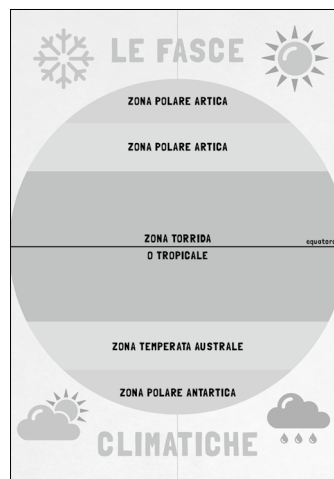 LE FASCE
ZONA POLARE ARTICA
ZONA POLARE ARTICA
ZONA TORRIDA
equatore
O TROPICALE
ZONA TEMPERATA AUSTRALE
ZONA POLARE ANTARTICA
CLIMATICHE